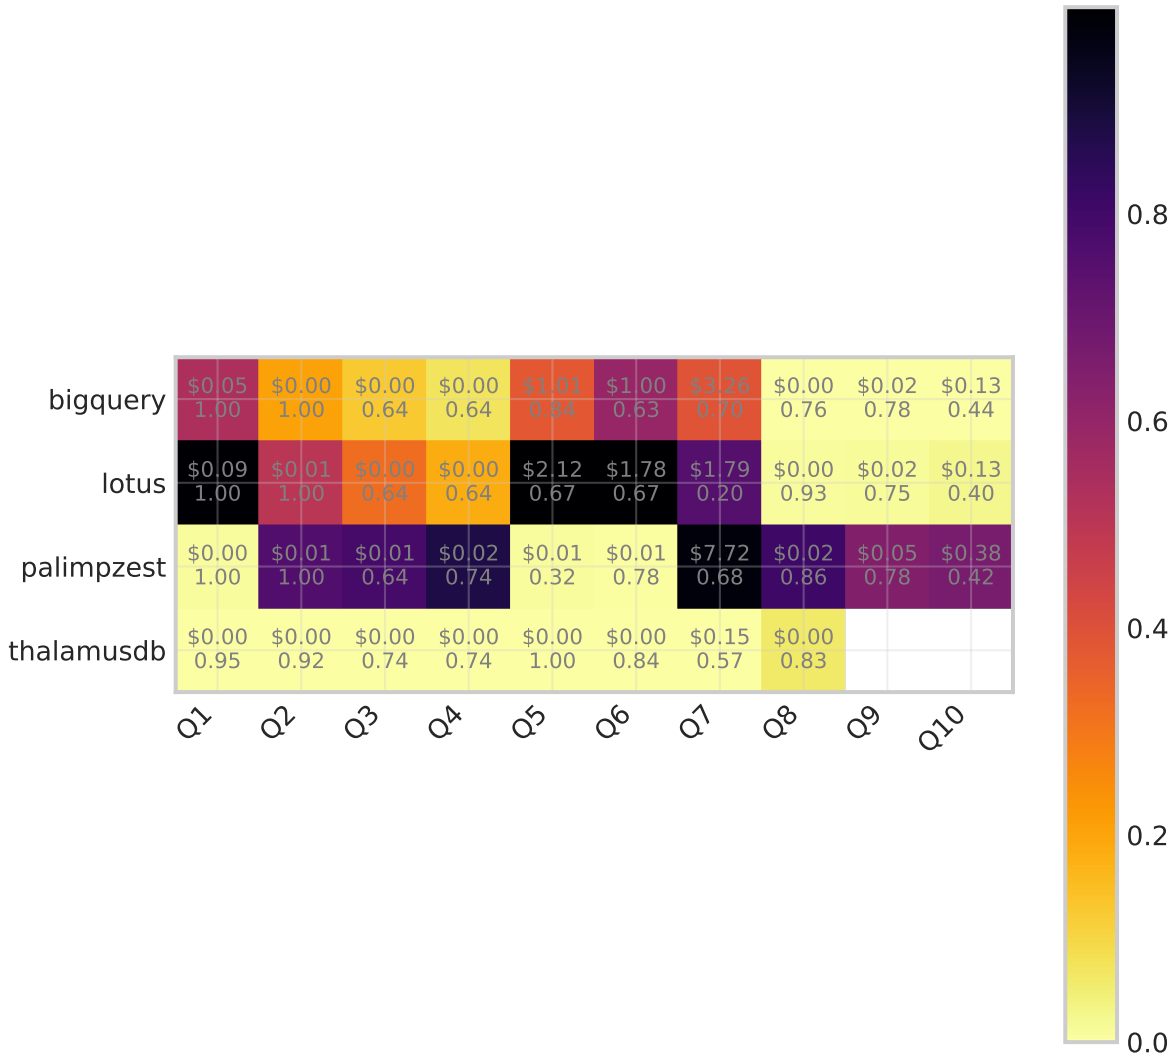 bigquery
$0.05 $0.00 $0.00 $0.00 $1.01 $1.00 $3.26 $0.00 $0.02 $0.13
1.00 1.00 0.64 0.64 0.84 0.63 0.70 0.76 0.78 0.44
lotus
$0.09 $0.01 $0.00 $0.00 $2.12 $1.78 $1.79 $0.00 $0.02 $0.13
1.00 1.00 0.64 0.64 0.67 0.67 0.20 0.93 0.75 0.40
palimpzest
$0.00 $0.01 $0.01 $0.02 $0.01 $0.01 $7.72 $0.02 $0.05 $0.38
1.00 1.00 0.64 0.74 0.32 0.78 0.68 0.86 0.78 0.42
thalamusdb
$0.00 $0.00 $0.00 $0.00 $0.00 $0.00 $0.15 $0.00
0.95 0.92 0.74 0.74 1.00 0.84 0.57 0.83
Q1 Q2 Q3 Q4 Q5 Q6 Q7 Q8 Q9 Q10
0.8
0.6
0.4
0.2
0.0